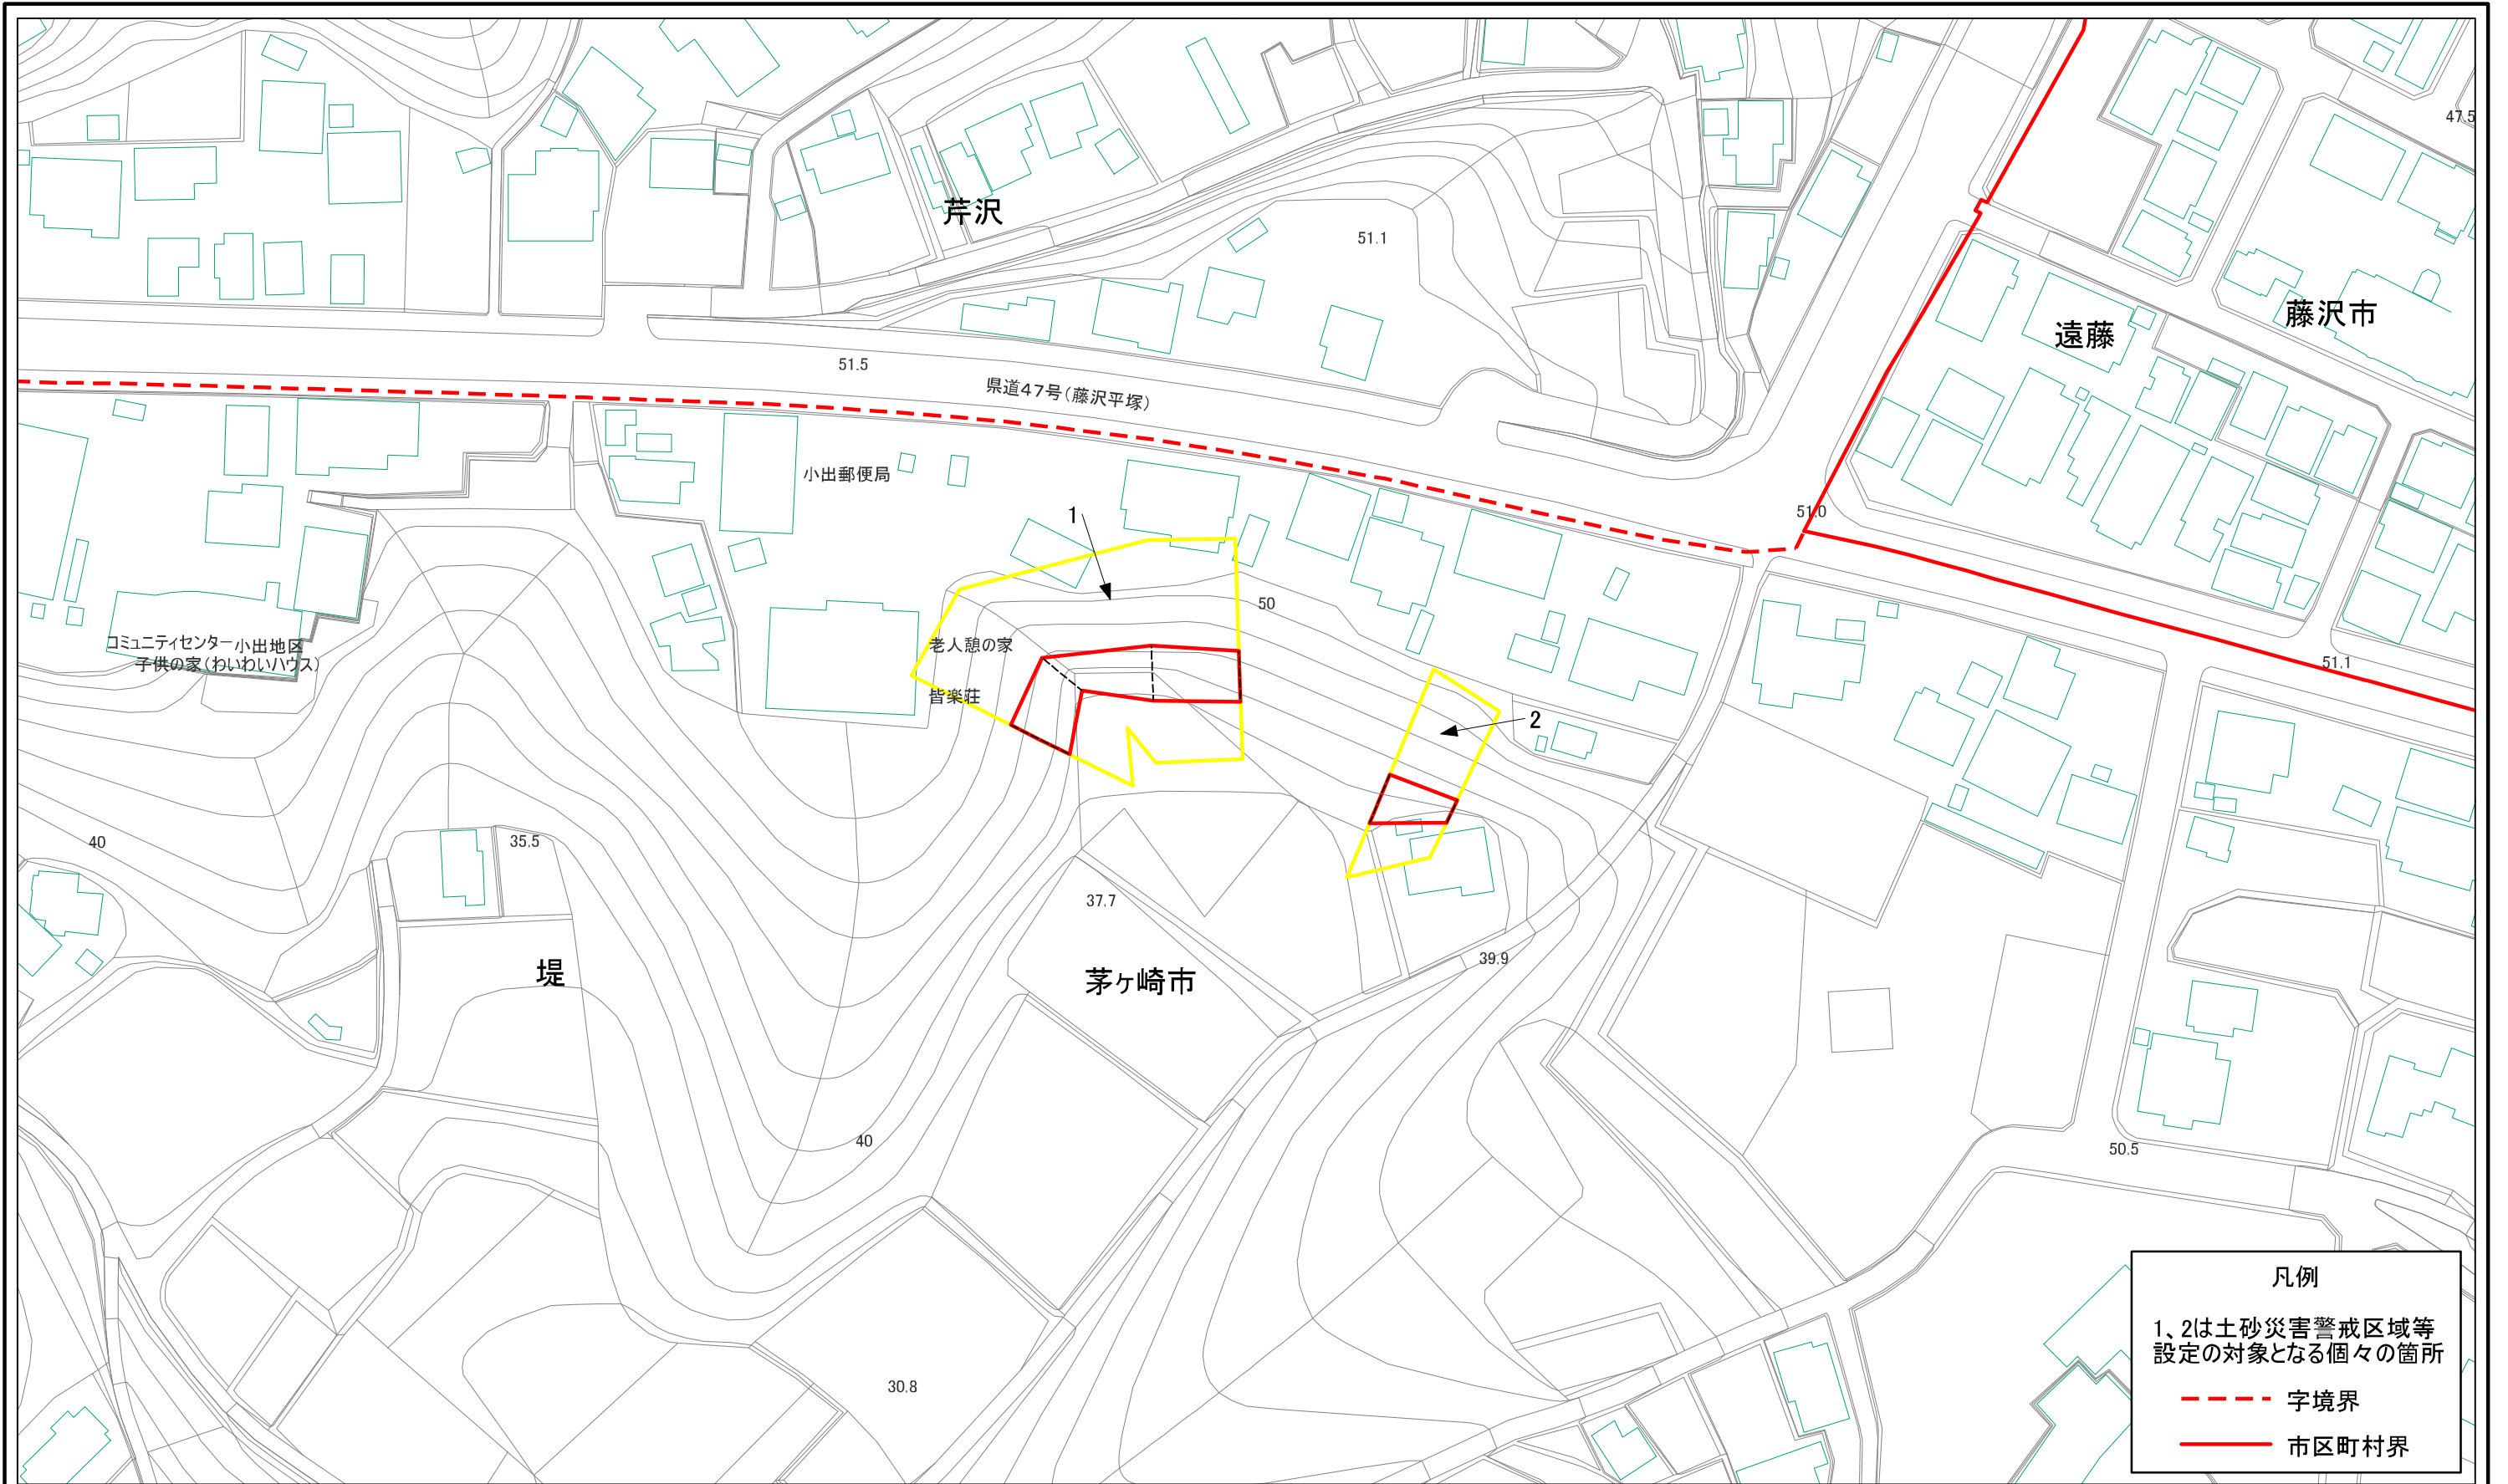 47.5
芹沢
51.1
藤沢市
遠藤
51.5
県道47号(藤沢平塚)
小出郵便局
1
51.0
50
コミュニティセンター小出地区
子供の家(わいわいハウス)
老人憩の家
皆楽荘
51.1
2
40
35.5
37.7
39.9
堤
茅ヶ崎市
40
50.5
30.8
凡例
1、2は土砂災害警戒区域等
設定の対象となる個々の箇所
字境界
市区町村界